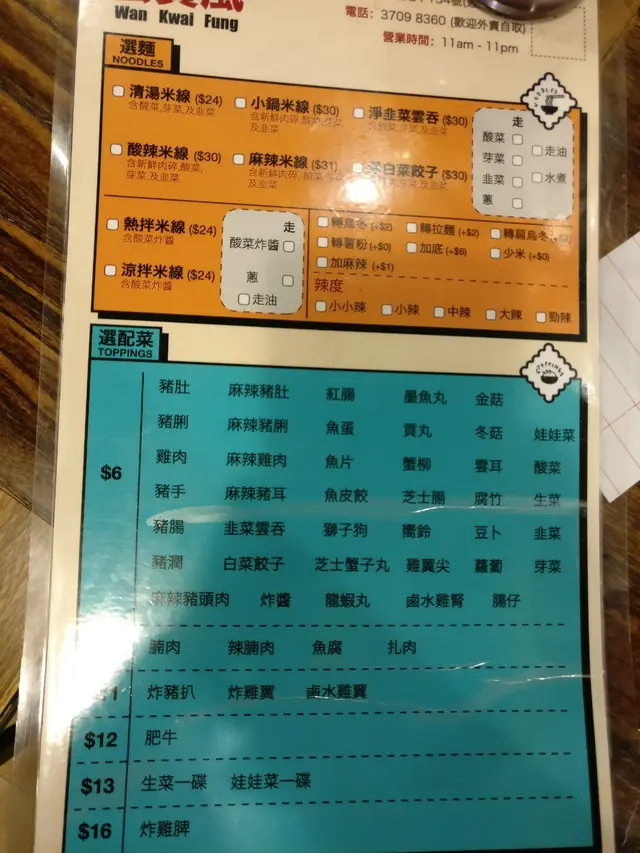 Wan Kwai Fung
電話：3709 8360 (歡迎外賣自取)
營業時間：11am - 11pm
選麵
NOODLES
清湯米線 ($24)
含酸菜,芽菜,及韭菜
小鍋米線 ($30)
含新鮮肉碎,酸菜,芽菜
及韭菜
淨韭菜雲吞 ($30)
酸辣米線 ($30)
含新鮮肉碎,酸菜,
芽菜,及韭菜
麻辣米線 ($31)
含新鮮肉碎,
及韭菜
白菜餃子 ($30)
走
酸菜
芽菜
韭菜
蔥
走油
水煮
熱拌米線 ($24)
含酸菜炸醬
涼拌米線 ($24)
含酸菜炸醬
走
酸菜炸醬
蔥
走油
轉烏冬 (+$2)
轉拉麵 (+$2)
轉扁烏冬
轉薯粉 (+$0)
加底 (+$6)
少米 (+$0)
加麻辣 (+$1)
辣度
小小辣
小辣
中辣
大辣
勁辣
選配菜
TOPPINGS
TOPPINGS
$6
豬肚 麻辣豬肚 紅腸 墨魚丸 金菇
豬脷 麻辣豬脷 魚蛋 貢丸 冬菇 娃娃菜
雞肉 麻辣雞肉 魚片 蟹柳 雲耳 酸菜
豬手 麻辣豬耳 魚皮餃 芝士腸 腐竹 生菜
豬腸 韭菜雲吞 獅子狗 響鈴 豆卜 韭菜
豬潤 白菜餃子 芝士蟹子丸 雞翼尖 蘿蔔 芽菜
麻辣豬頭肉 炸醬 龍蝦丸 鹵水雞腎 腸仔
腩肉 辣腩肉 魚腐 扎肉
炸豬扒 炸雞翼 鹵水雞翼
$12 肥牛
$13 生菜一碟 娃娃菜一碟
$16 炸雞脾